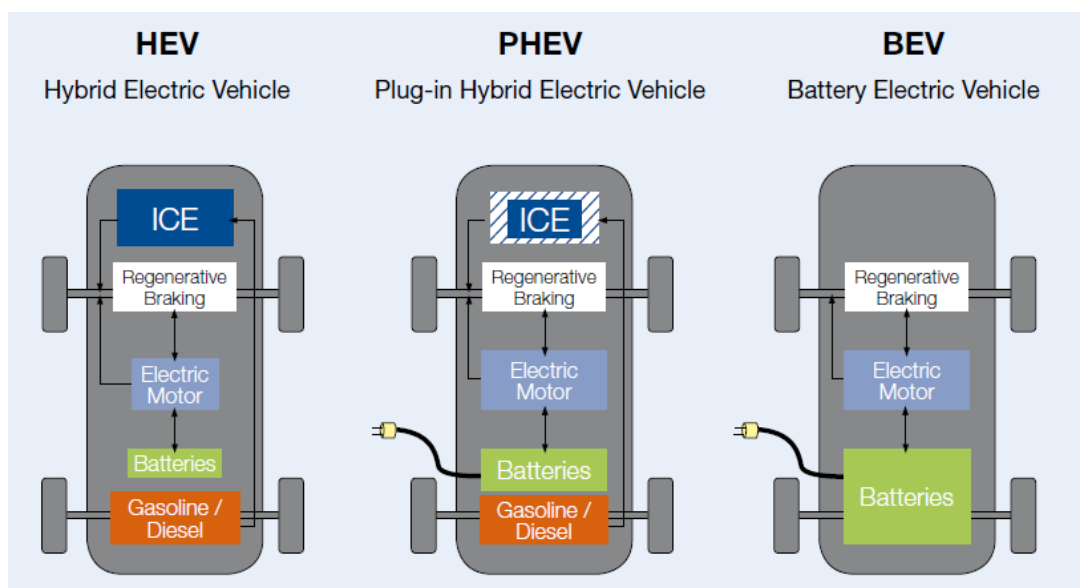 HEV
Hybrid Electric Vehicle
ICE
Regenerative
Braking
Electric
Motor
Batteries
Gasoline /
Diesel
PHEV
Plug-in Hybrid Electric Vehicle
ICE
Regenerative
Braking
Electric
Motor
Batteries
Gasoline /
Diesel
BEV
Battery Electric Vehicle
Regenerative
Braking
Electric
Motor
Batteries